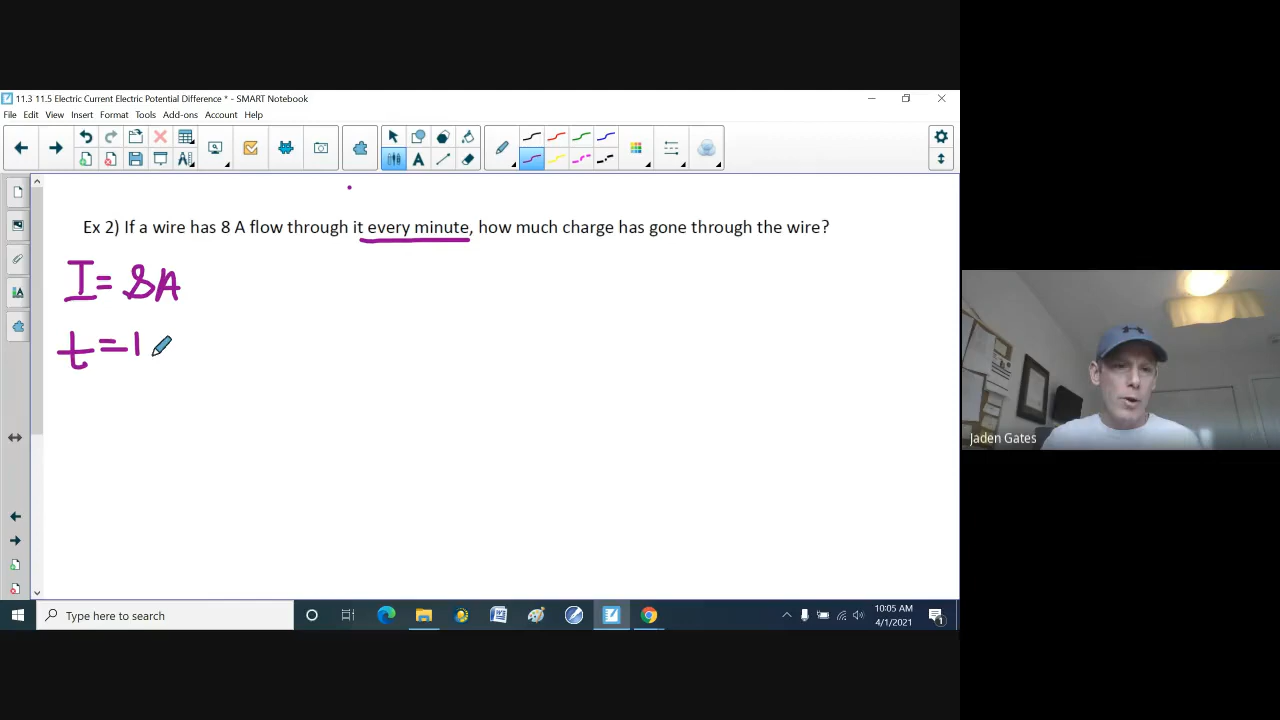 11.3 11.5 Electric Current Electric Potential Difference * - SMART Notebook
File Edit View Insert Format Tools Add-ons Account Help
Ex 2) If a wire has 8 A flow through it every minute, how much charge has gone through the wire?
I = 8A
t = 1
Jaden Gates
Type here to search
10:05 AM
4/1/2021
1